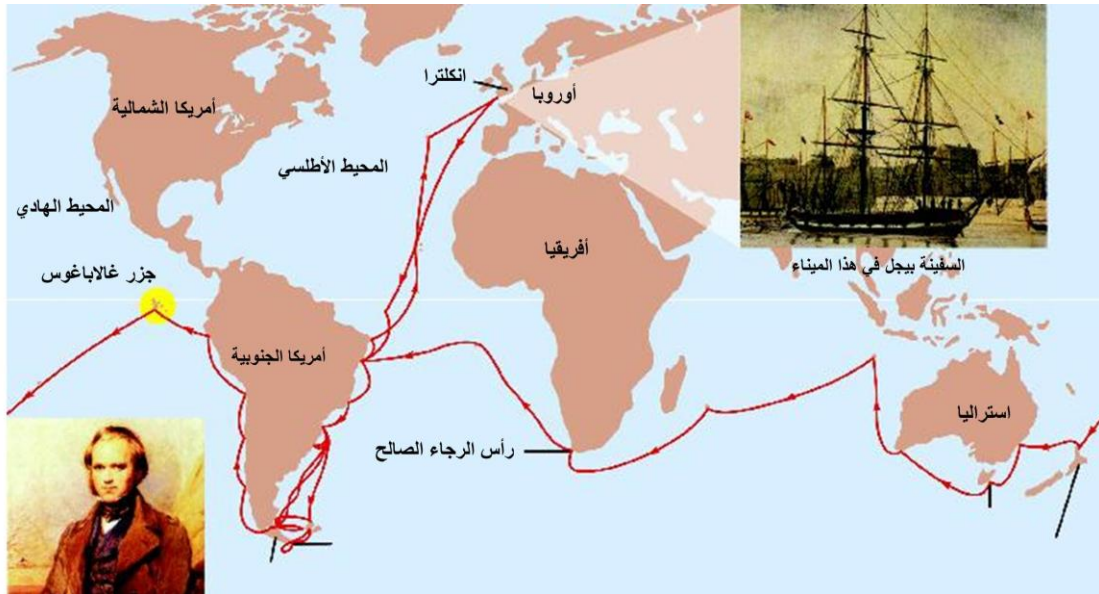 انكلترا
أوروبا
أمريكا الشمالية
المحيط الأطلسي
المحيط الهادي
أفريقيا
السفينة بيجل في هذا الميناء
جزر غالاباغوس
أمريكا الجنوبية
استراليا
رأس الرجاء الصالح